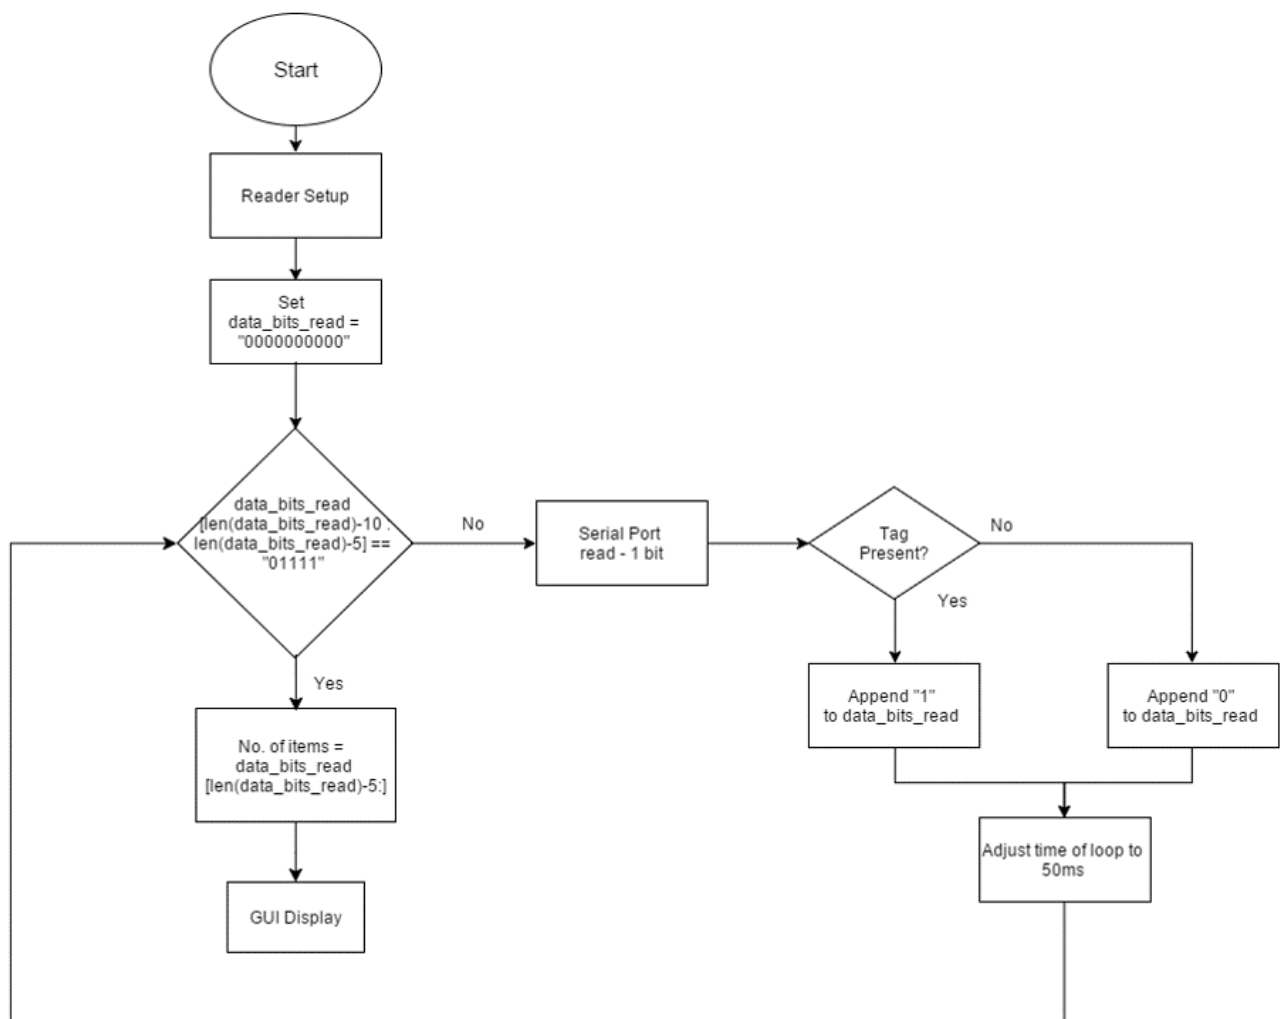 Start
Reader Setup
Set
data_bits_read =
"0000000000"
data_bits_read
[len(data_bits_read)-10 :
len(data_bits_read)-5] ==
"01111"
No
Serial Port
read - 1 bit
Tag
Present?
No
Yes
Yes
Append "1"
to data_bits_read
Append "0"
to data_bits_read
No. of items =
data_bits_read
[len(data_bits_read)-5:]
Adjust time of loop to
50ms
GUI Display